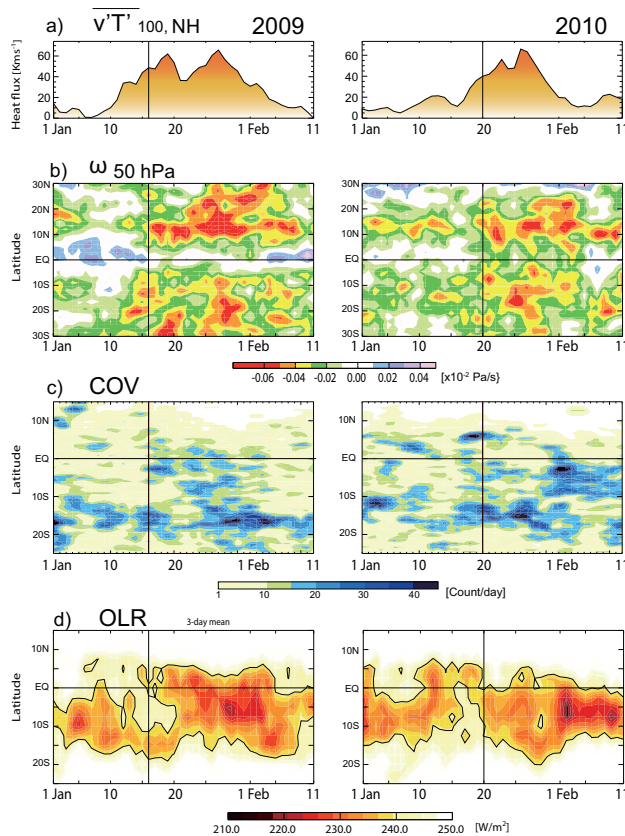 a) v'T' 100, NH 2009 2010
Heat flux [Kms⁻¹]
60
40
20
0
1 Jan 10 20 1 Feb 11
60
40
20
0
1 Jan 10 20 1 Feb 11
b) ω 50 hPa
Latitude
30N
20N
10N
EQ
10S
20S
30S
1 Jan 10 20 1 Feb 11
30N
20N
10N
EQ
10S
20S
30S
1 Jan 10 20 1 Feb 11
-0.06 -0.04 -0.02 0.00 0.02 0.04 [x10⁻² Pa/s}
c) COV
Latitude
10N
EQ
10S
20S
1 Jan 10 20 1 Feb 11
10N
EQ
10S
20S
1 Jan 10 20 1 Feb 11
1 10 20 30 40 [Count/day]
d) OLR 3-day mean
Latitude
10N
EQ
10S
20S
1 Jan 10 20 1 Feb 11
10N
EQ
10S
20S
1 Jan 10 20 1 Feb 11
210.0 220.0 230.0 240.0 250.0 [W/m²]